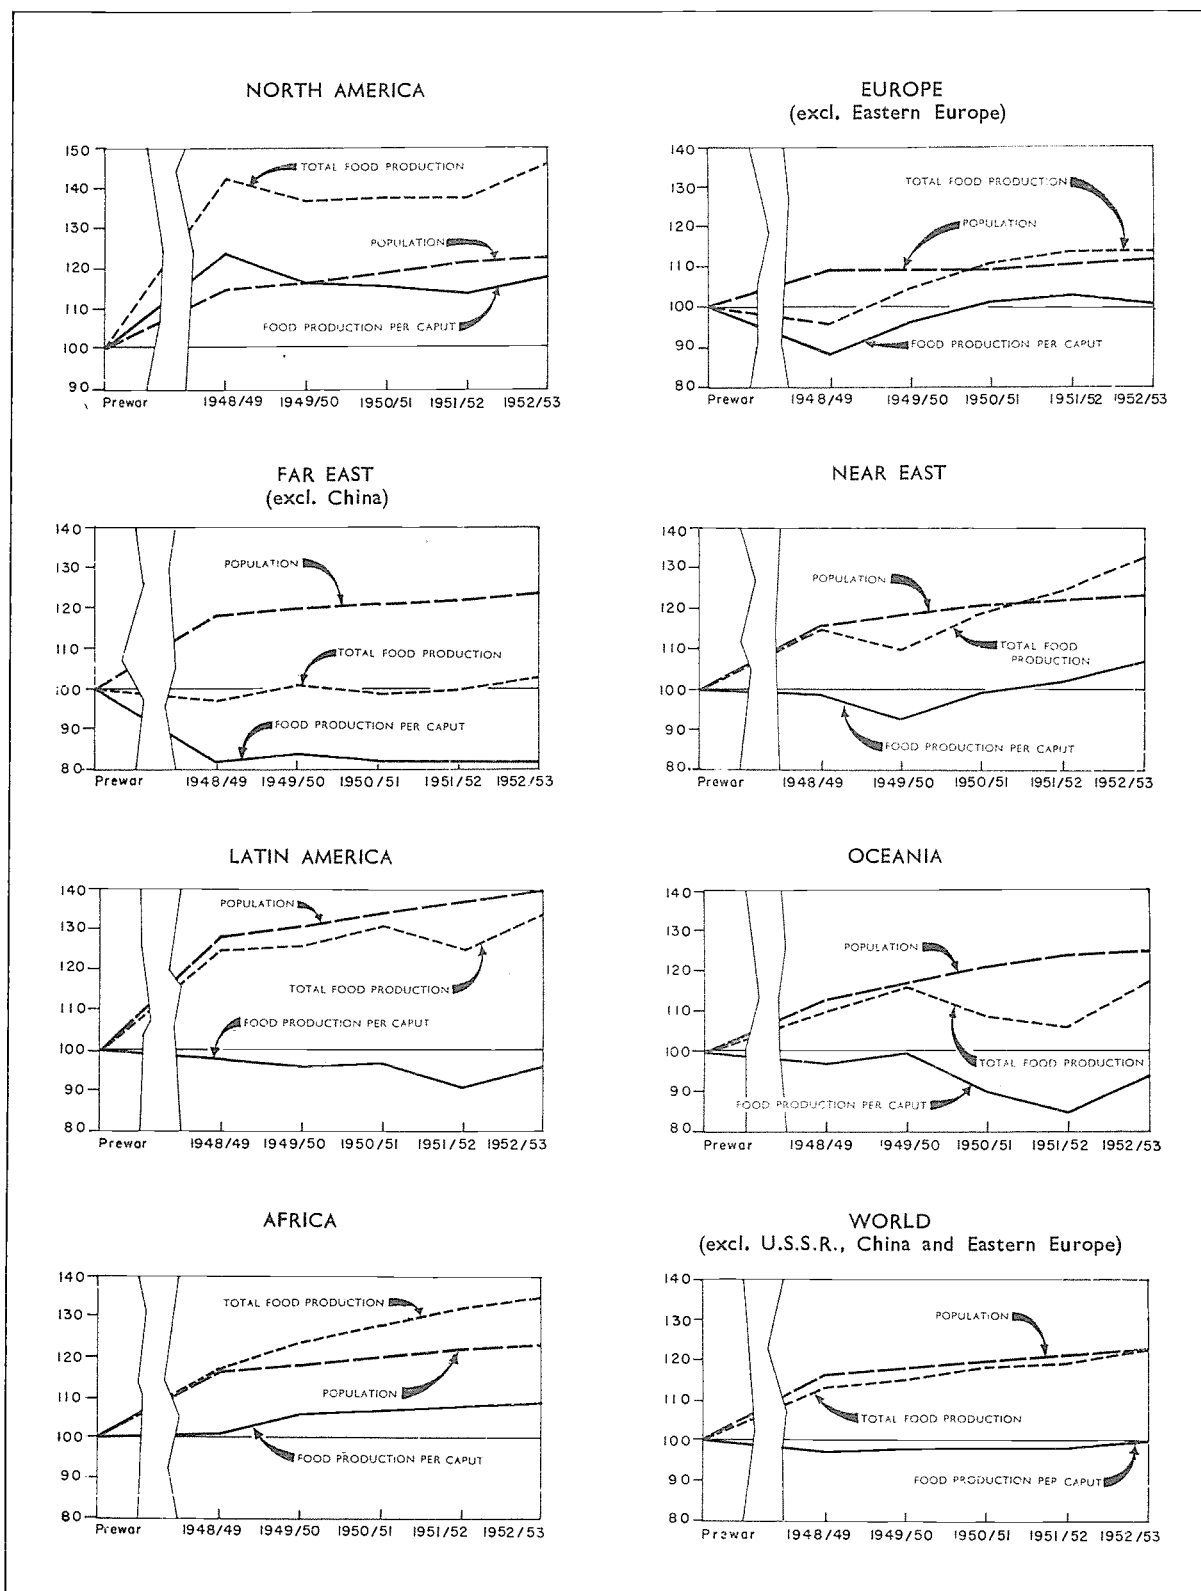 NORTH AMERICA
150
140
130
120
110
100
90
TOTAL FOOD PRODUCTION
POPULATION
FOOD PRODUCTION PER CAPUT
Prewar 1948/49 1949/50 1950/51 1951/52 1952/53
EUROPE
(excl. Eastern Europe)
140
130
120
110
100
90
80
TOTAL FOOD PRODUCTION
POPULATION
FOOD PRODUCTION PER CAPUT
Prewar 1948/49 1949/50 1950/51 1951/52 1952/53
FAR EAST
(excl. China)
140
130
120
110
100
90
80
POPULATION
TOTAL FOOD PRODUCTION
FOOD PRODUCTION PER CAPUT
Prewar 1948/49 1949/50 1950/51 1951/52 1952/53
NEAR EAST
140
130
120
110
100
90
80
POPULATION
TOTAL FOOD
PRODUCTION
FOOD PRODUCTION PER CAPUT
Prewar 1948/49 1949/50 1950/51 1951/52 1952/53
LATIN AMERICA
140
130
120
110
100
90
80
POPULATION
TOTAL FOOD PRODUCTION
FOOD PRODUCTION PER CAPUT
Prewar 1948/49 1949/50 1950/51 1951/52 1952/53
OCEANIA
140
130
120
110
100
90
80
POPULATION
TOTAL FOOD PRODUCTION
FOOD PRODUCTION PER CAPUT
Prewar 1948/49 1949/50 1950/51 1951/52 1952/53
AFRICA
140
130
120
110
100
90
80
TOTAL FOOD PRODUCTION
POPULATION
FOOD PRODUCTION PER CAPUT
Prewar 1948/49 1949/50 1950/51 1951/52 1952/53
WORLD
(excl. U.S.S.R., China and Eastern Europe)
140
130
120
110
100
90
80
POPULATION
TOTAL FOOD PRODUCTION
FOOD PRODUCTION PER CAPUT
Prewar 1948/49 1949/50 1950/51 1951/52 1952/53